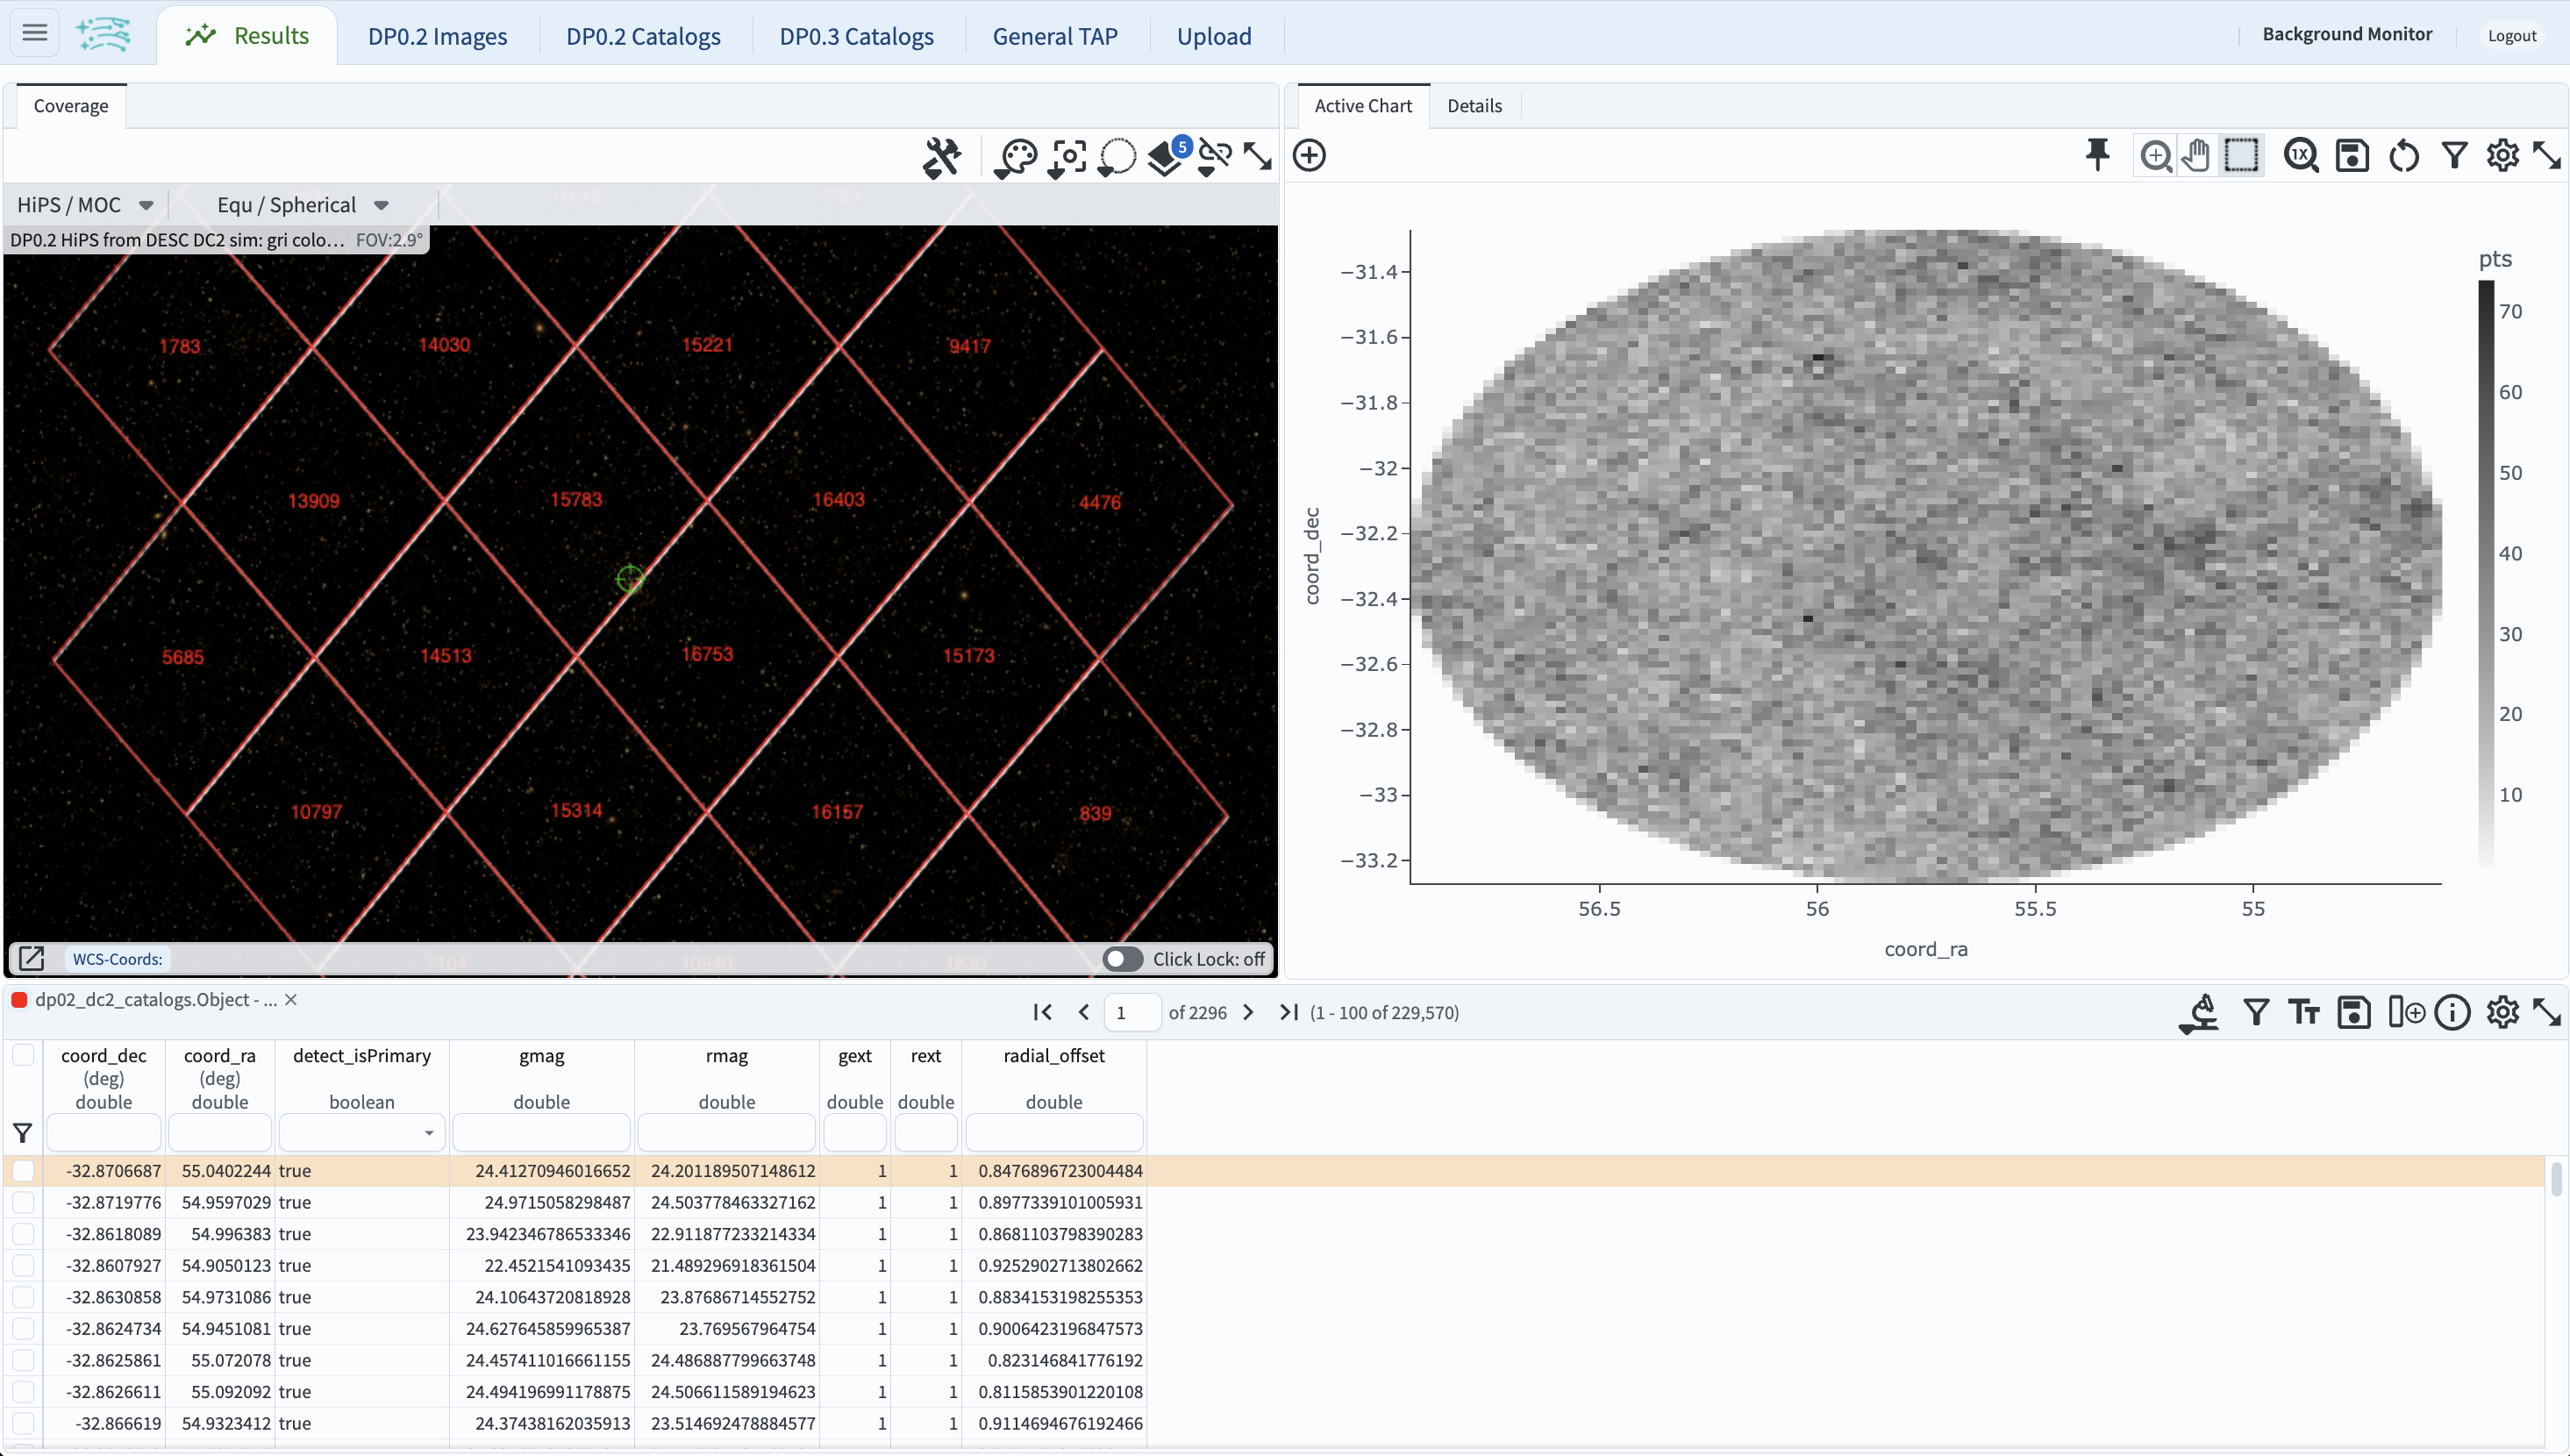 Results DP0.2 Images DP0.2 Catalogs DP0.3 Catalogs General TAP Upload Background Monitor Logout
Coverage
5
HiPS / MOC Equ / Spherical
11616 7783
DP0.2 HiPS from DESC DC2 sim: gri colo... FOV:2.9°
1783 14030 15221 9417
13909 15783 16403 4476
5685 14513 16753 15173
10797 15314 16157 839
7104 10940 1830
WCS-Coords: Click Lock: off
Active Chart Details
1X
pts
−31.4
−31.6
−31.8
−32
−32.2
−32.4
−32.6
−32.8
−33
−33.2
coord_dec
56.5 56 55.5 55
coord_ra
70
60
50
40
30
20
10
dp02_dc2_catalogs.Object - ... 1 of 2296 (1 - 100 of 229,570)
coord_dec coord_ra detect_isPrimary gmag rmag gext rext radial_offset
(deg) (deg)
double double boolean double double double double double
-32.8706687 55.0402244 true 24.41270946016652 24.201189507148612 1 1 0.8476896723004484
-32.8719776 54.9597029 true 24.9715058298487 24.503778463327162 1 1 0.8977339101005931
-32.8618089 54.996383 true 23.942346786533346 22.911877233214334 1 1 0.8681103798390283
-32.8607927 54.9050123 true 22.4521541093435 21.489296918361504 1 1 0.9252902713802662
-32.8630858 54.9731086 true 24.10643720818928 23.87686714552752 1 1 0.8834153198255353
-32.8624734 54.9451081 true 24.627645859965387 23.769567964754 1 1 0.9006423196847573
-32.8625861 55.072078 true 24.457411016661155 24.486887799663748 1 1 0.823146841776192
-32.8626611 55.092092 true 24.494196991178875 24.506611589194623 1 1 0.8115853901220108
-32.866619 54.9323412 true 24.37438162035913 23.514692478884577 1 1 0.9114694676192466